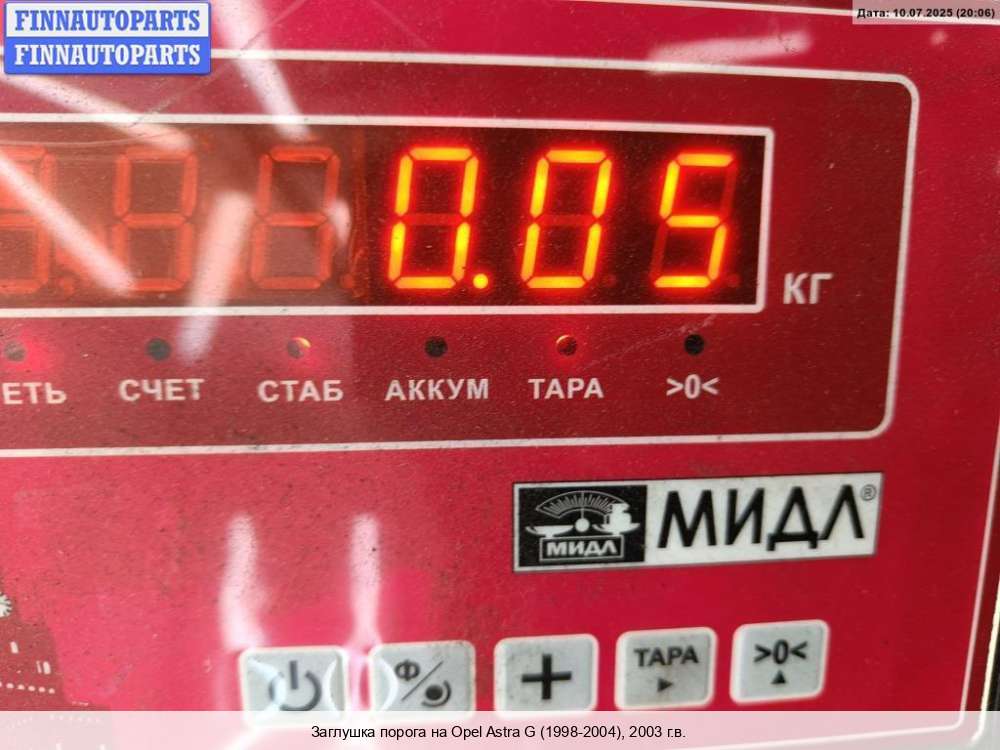 FINNAUTOPARTS
FINNAUTOPARTS
Дата: 10.07.2025 (20:06)
0.05
КГ
ЕТЬ СЧЕТ СТАБ АККУМ ТАРА >0<
МИДЛ МИДЛ®
Ф ТАРА >0<
Заглушка порога на Opel Astra G (1998-2004), 2003 г.в.